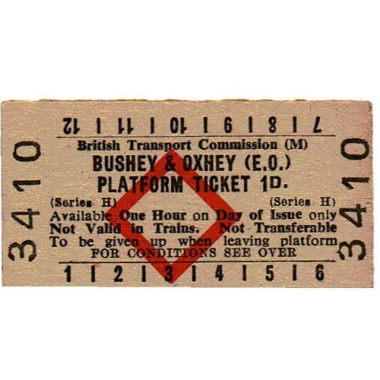 12 | 11 | 10 | 9 | 8 | 7
British Transport Commission (M)
BUSHEY & OXHEY (E.O.)
PLATFORM TICKET 1D.
(Series H) (Series H)
Available One Hour on Day of Issue only
Not Valid in Trains. Not Transferable
To be given up when leaving platform
FOR CONDITIONS SEE OVER
1 | 2 | 3 | 4 | 5 | 6
3410
3410